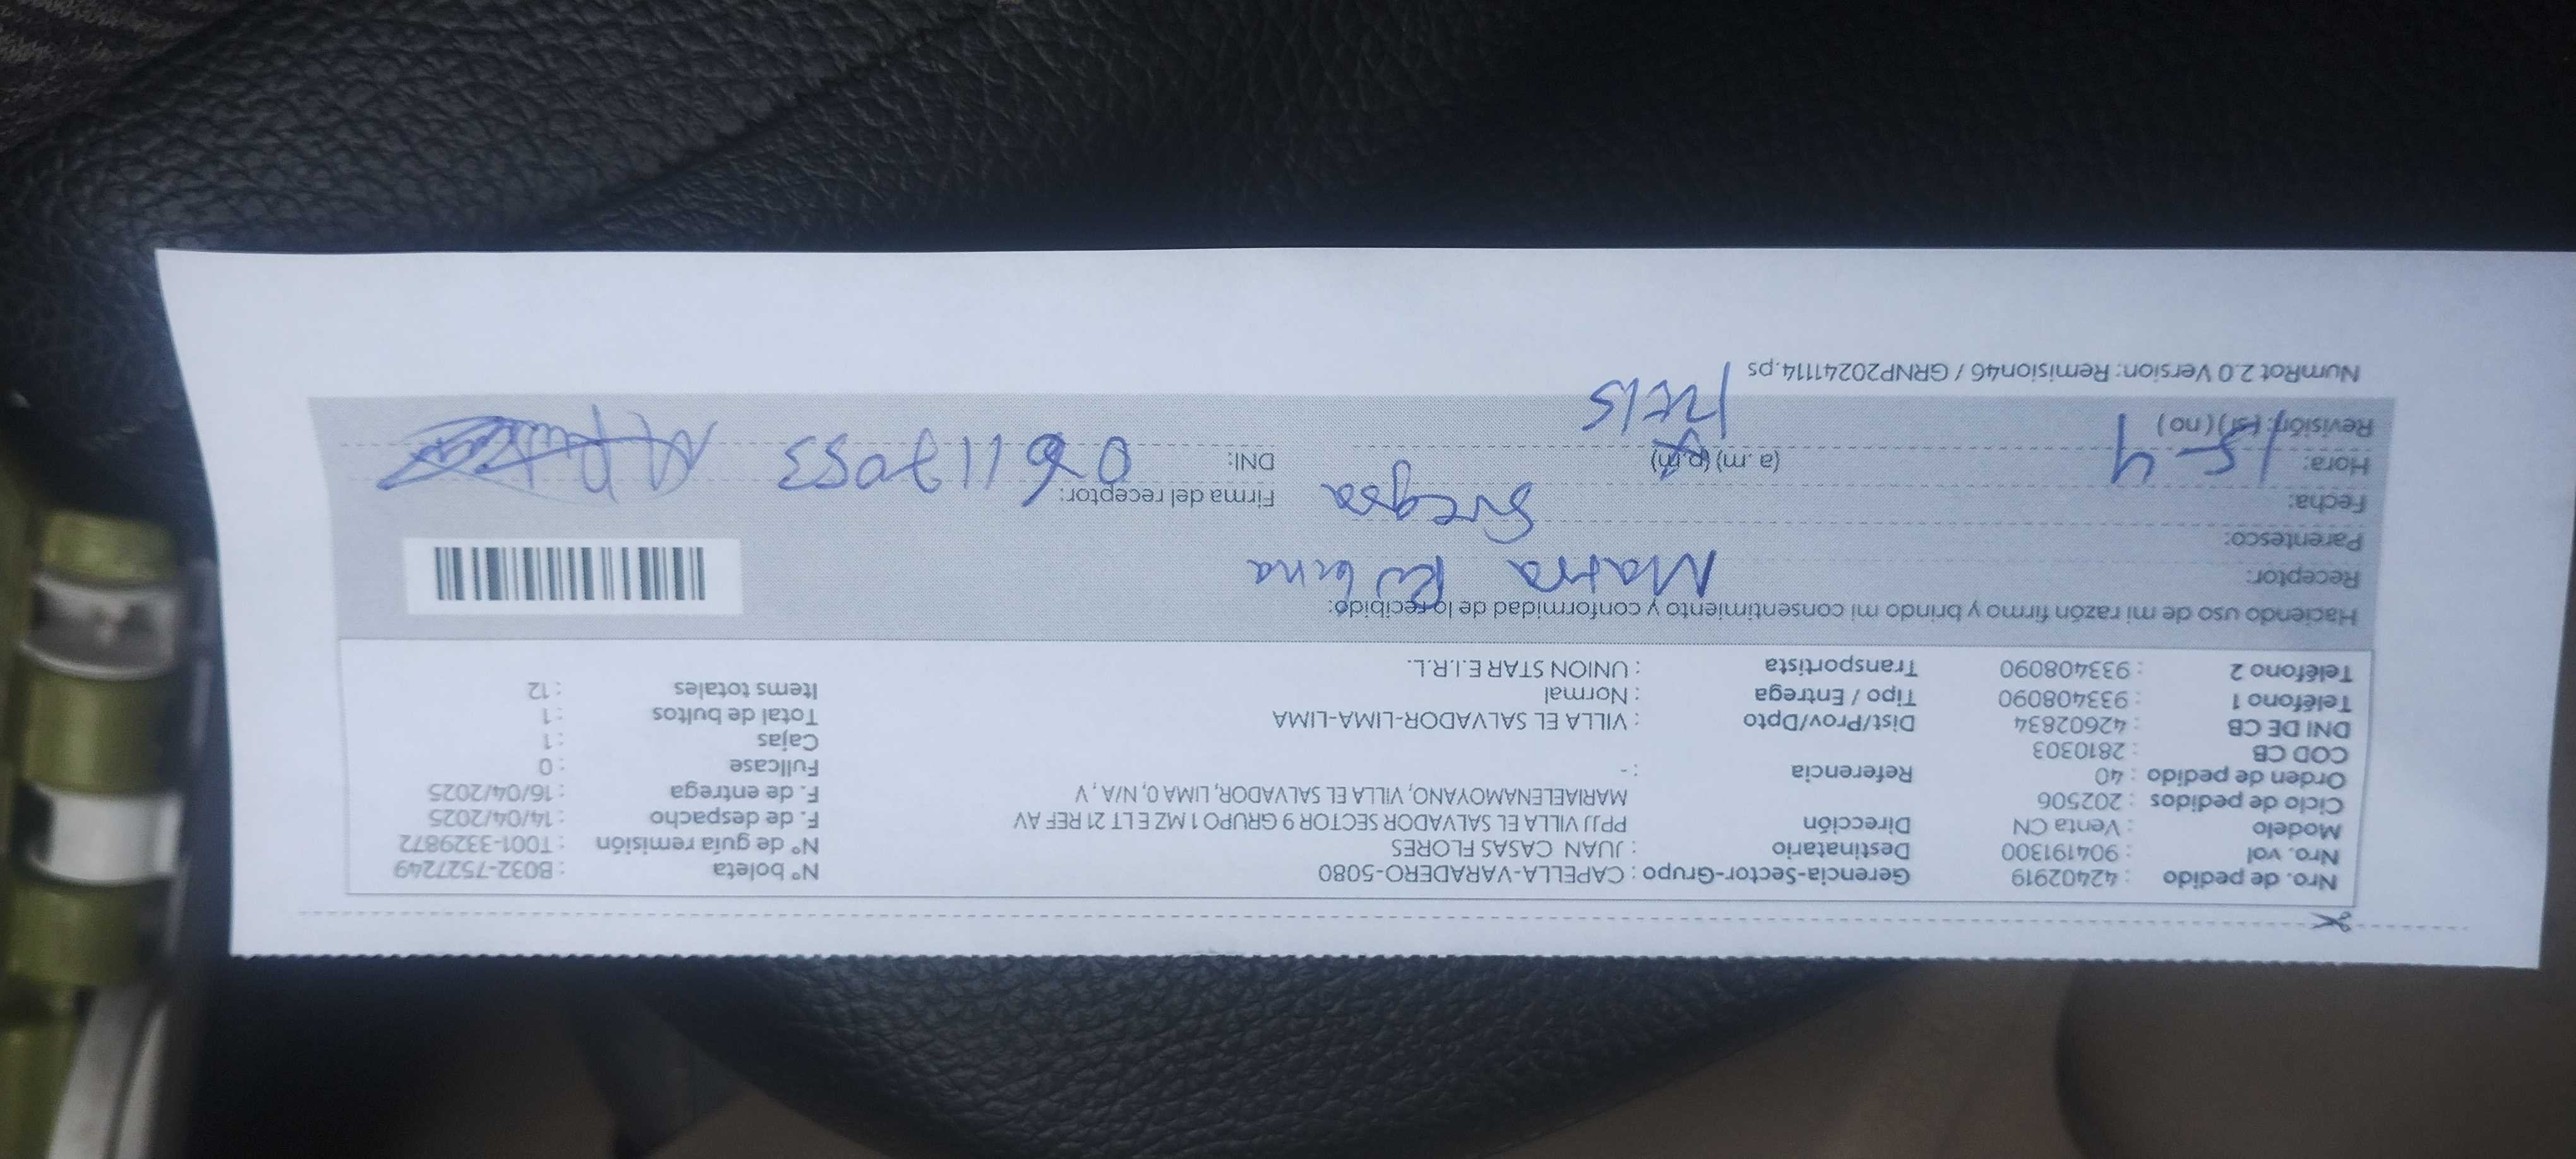 Nro. de pedido : 42402919 Gerencia-Sector-Grupo : CAPELLA-VARADERO-5080 N° boleta : B032-7527249
Nro. vol : 904191300 Destinatario : JUAN CASAS FLORES N° de guía remisión : T001-3329872
Modelo : Venta CN Dirección PPJJ VILLA EL SALVADOR SECTOR 9 GRUPO 1 MZ E LT 21 REF AV F. de despacho : 14/04/2025
Ciclo de pedidos : 202506 MARIAELENAMOYANO, VILLA EL SALVADOR, LIMA 0, N/A , V F. de entrega : 16/04/2025
Orden de pedido : 40 Referencia : - Fullcase : 0
COD CB : 2810303 Cajas : 1
DNI DE CB : 42602834 Dist/Prov/Dpto : VILLA EL SALVADOR-LIMA-LIMA Total de bultos : 1
Teléfono 1 : 933408090 Tipo / Entrega : Normal Items totales : 12
Teléfono 2 : 933408090 Transportista : UNION STAR E.I.R.L.
Haciendo uso de mi razón firmo y brindo mi consentimiento y conformidad de lo recibido:
Receptor: Maria
Parentesco: Suegra
Fecha: 15-4 Firma del receptor:
Hora: (a .m) (p.m) DNI: 06117053
Revisión: (si) (no)
NumRot 2.0 Version: Remision46 / GRNP20241114.ps